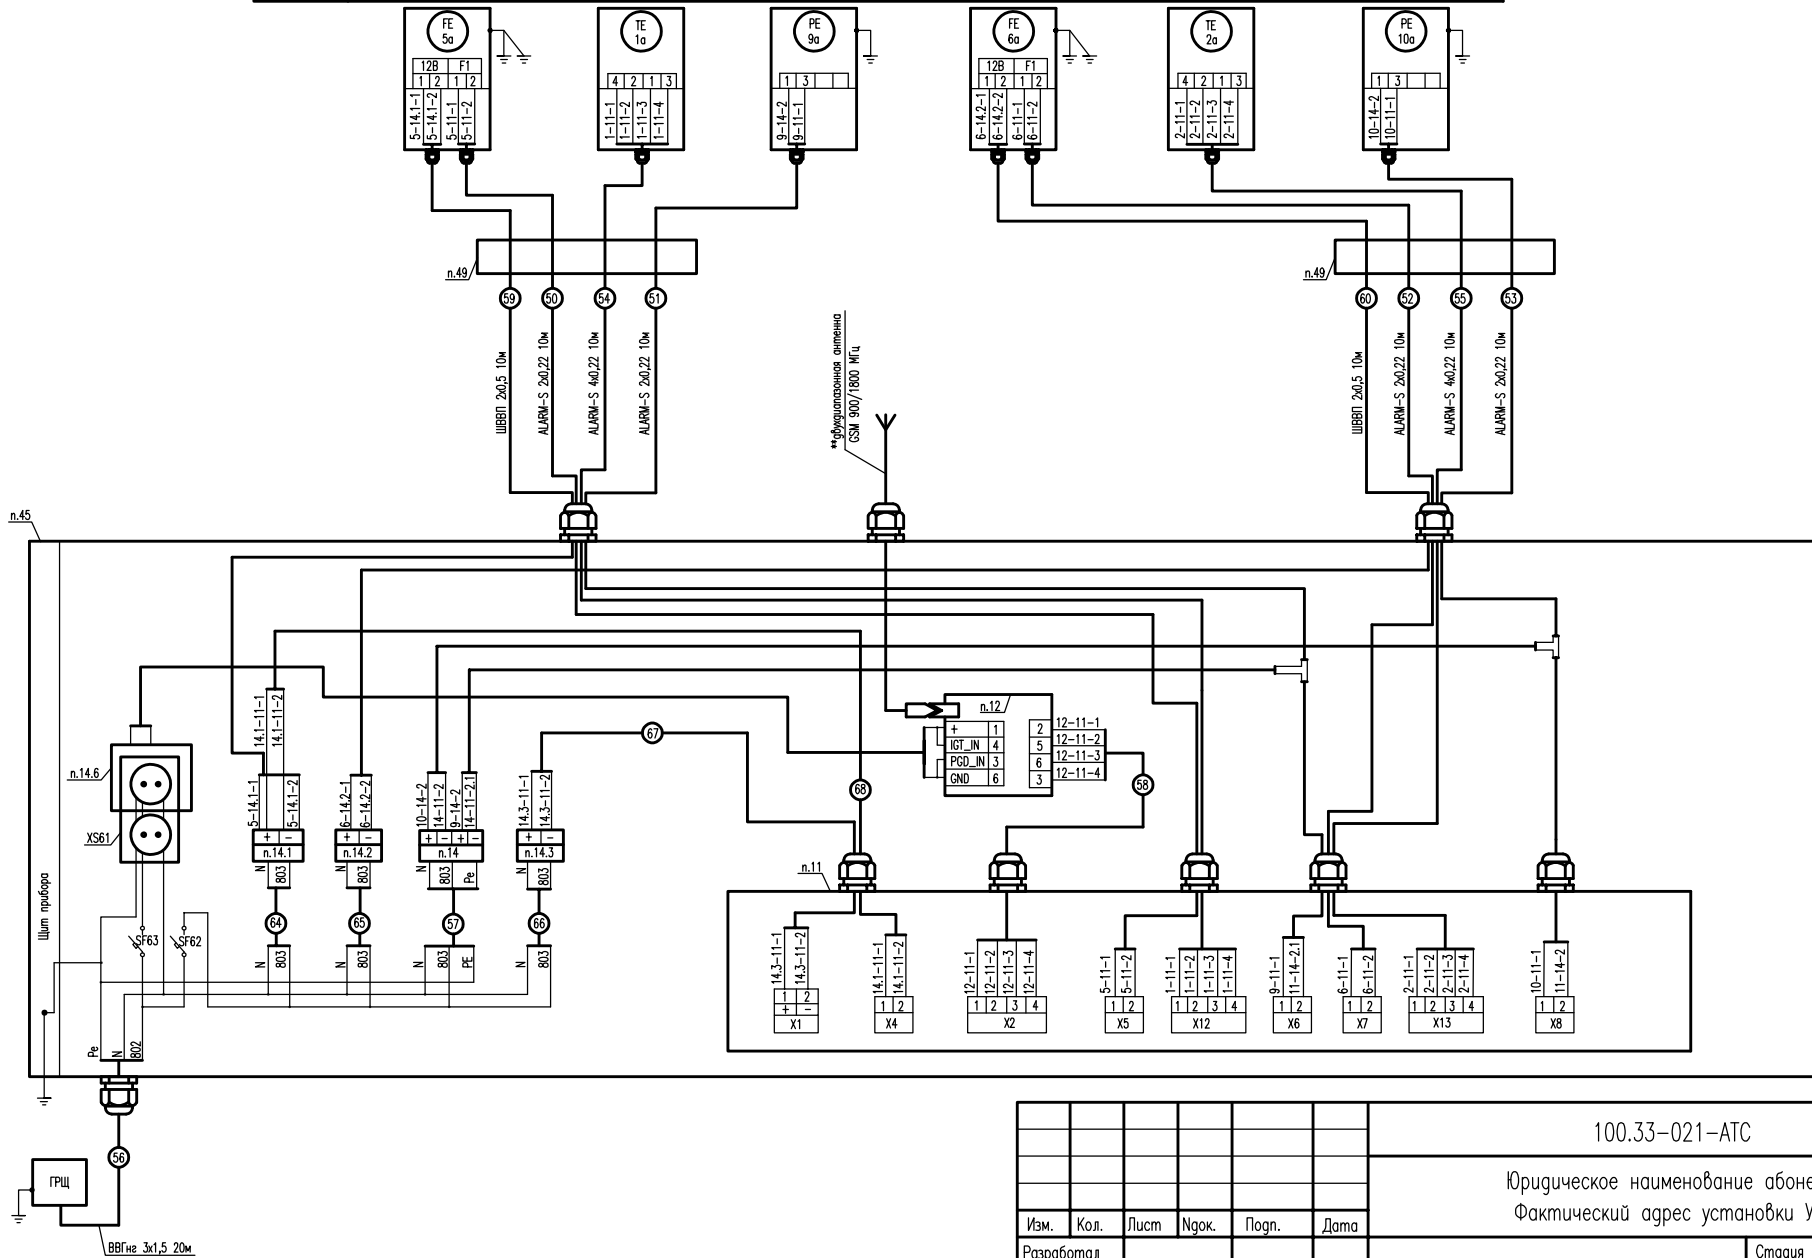 FE
5а
TE
1а
PE
9а
FE
6а
TE
2а
PE
10а
12В F1
1 2 1 2
4 2 1 3
1 3
12В F1
1 2 1 2
4 2 1 3
1 3
5-14.1-1
5-14.1-2
5-11-1
5-11-2
1-11-1
1-11-2
1-11-3
1-11-4
9-14-2
9-11-1
6-14.2-1
6-14.2-2
6-11-1
6-11-2
2-11-1
2-11-2
2-11-3
2-11-4
10-14-2
10-11-1
п.49
п.49
59 50 54 51
60 52 55 53
ШВВП 2х0,5 10м
ALARM-S 2х0,22 10м
ALARM-S 4х0,22 10м
ALARM-S 2х0,22 10м
**двухдиапазонная антенна
GSM 900/1800 МГц
ШВВП 2х0,5 10м
ALARM-S 2х0,22 10м
ALARM-S 4х0,22 10м
ALARM-S 2х0,22 10м
п.45
Щит прибора
п.14.6
XS61
SF63
SF62
14.1-11-1
14.1-11-2
5-14.1-1
5-14.1-2
+ -
п.14.1
N
803
64
N
803
6-14.2-1
6-14.2-2
+ -
п.14.2
N
803
65
N
803
10-14-2
14-11-2
9-14-2
14-11-2.1
+ - + -
п.14
N
803
Pe
57
N
803
PE
14.3-11-1
14.3-11-2
+ -
п.14.3
N
803
66
N
803
67
68
п.12
+ 1
IGT_IN 4
PGD_IN 3
GND 6
2 12-11-1
5 12-11-2
6 12-11-3
3 12-11-4
58
п.11
14.3-11-1
14.3-11-2
1 2
+ -
X1
14.1-11-1
14.1-11-2
1 2
X4
12-11-1
12-11-2
12-11-3
12-11-4
1 2 3 4
X2
5-11-1
5-11-2
1 2
X5
1-11-1
1-11-2
1-11-3
1-11-4
1 2 3 4
X12
9-11-1
11-14-2.1
1 2
X6
6-11-1
6-11-2
1 2
X7
2-11-1
2-11-2
2-11-3
2-11-4
1 2 3 4
X13
10-11-1
11-14-2
1 2
X8
Pe
N
802
56
ГРЩ
ВВГнг 3х1,5 20м
100.33-021-АТС
Юридическое наименование абоне
Фактический адрес установки У
Изм. Кол. Лист Nдок. Подп. Дата
Разработал
Стадия